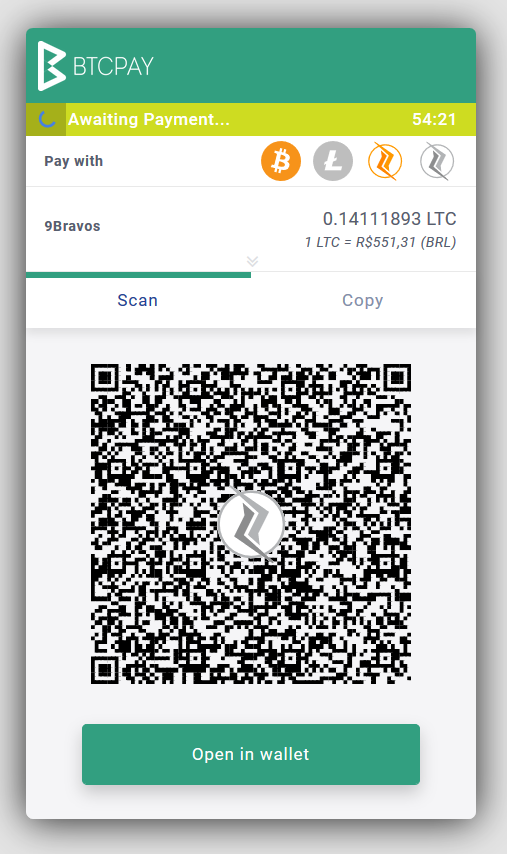 BTCPAY
Awaiting Payment... 54:21
Pay with
9Bravos 0.14111893 LTC
1 LTC = R$551,31 (BRL)
Scan Copy
Open in wallet